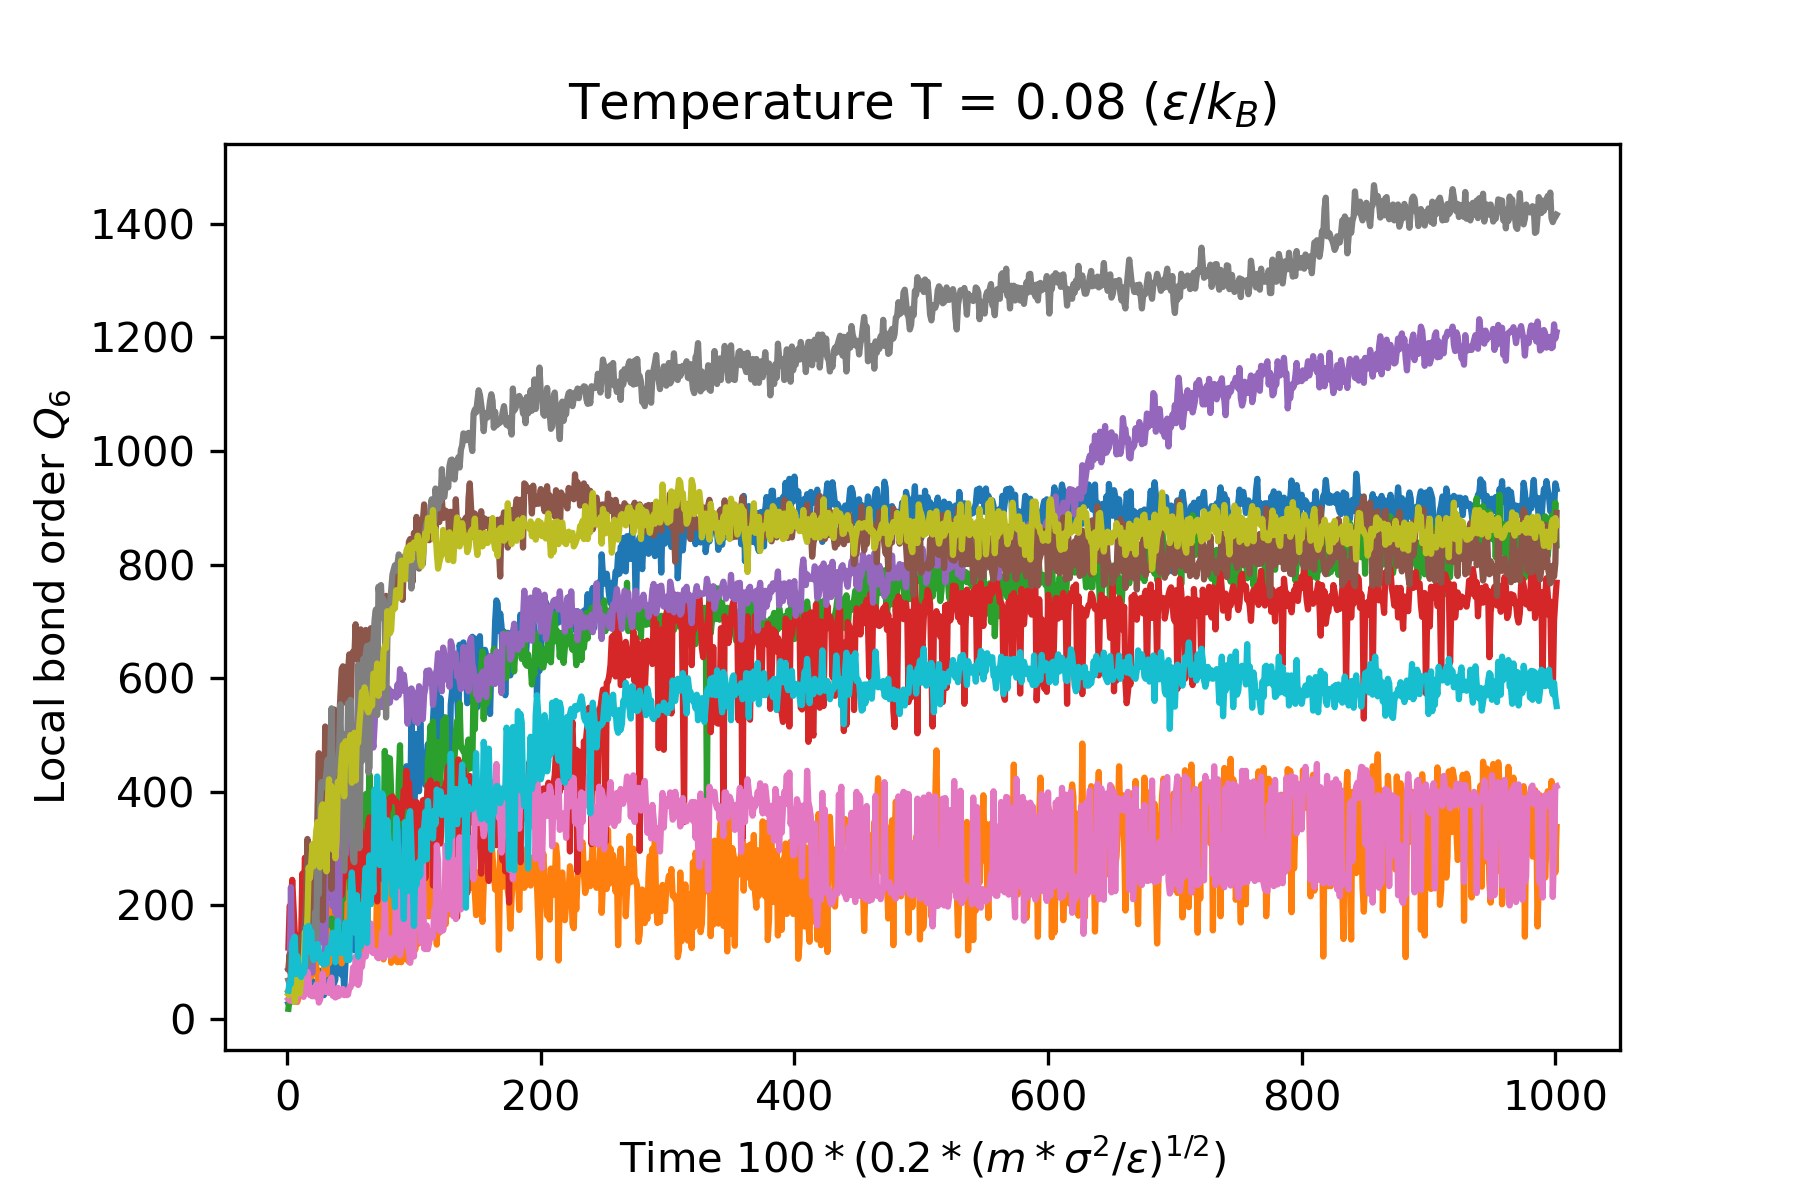 Temperature T = 0.08 (ε/k_B)
Local bond order Q_6
1400
1200
1000
800
600
400
200
0
0 200 400 600 800 1000
Time 100 * (0.2 * (m * σ^2/ε)^{1/2})